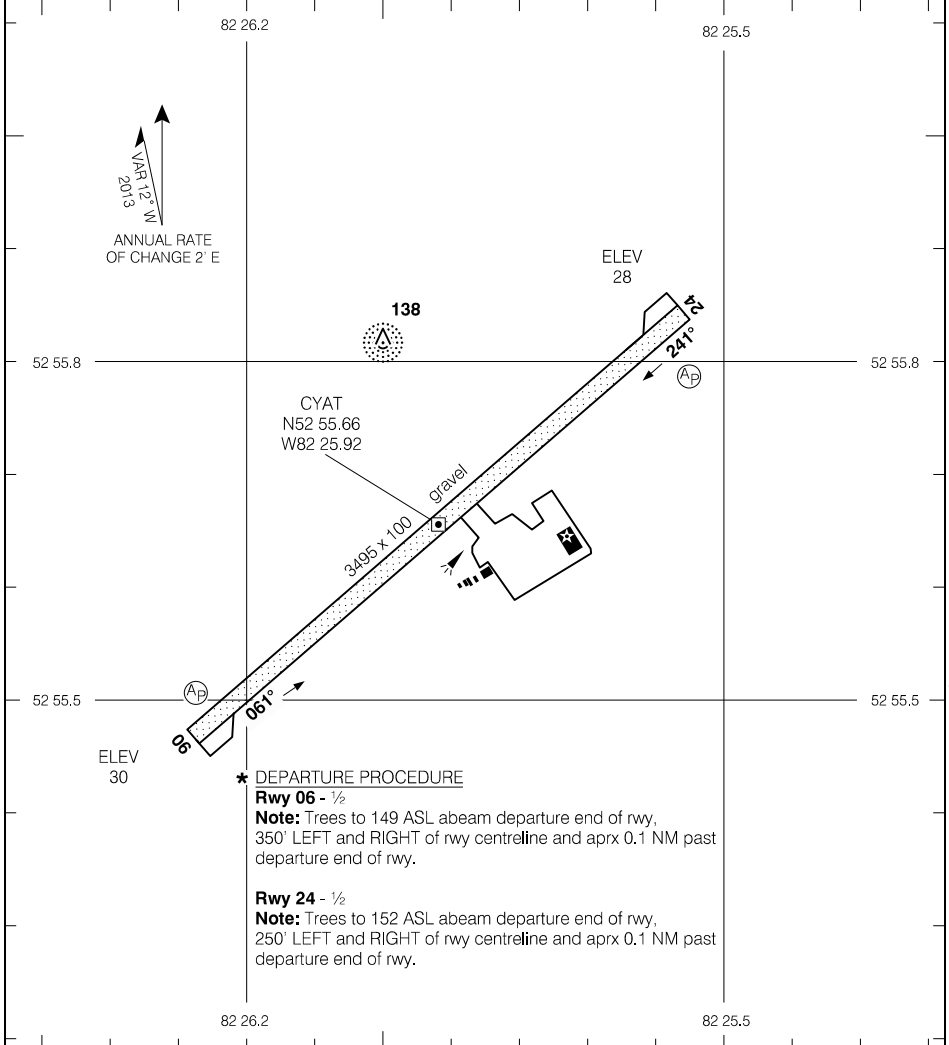 82 26.2
82 25.5
VAR 12° W
2013
ANNUAL RATE
OF CHANGE 2' E
ELEV
28
24
241°
138
52 55.8
52 55.8
AP
CYAT
N52 55.66
W82 25.92
gravel
3495 x 100
AP
52 55.5
52 55.5
061°
06
ELEV
30
* DEPARTURE PROCEDURE
Rwy 06 - ½
Note: Trees to 149 ASL abeam departure end of rwy,
350' LEFT and RIGHT of rwy centreline and aprx 0.1 NM past
departure end of rwy.
Rwy 24 - ½
Note: Trees to 152 ASL abeam departure end of rwy,
250' LEFT and RIGHT of rwy centreline and aprx 0.1 NM past
departure end of rwy.
82 26.2
82 25.5